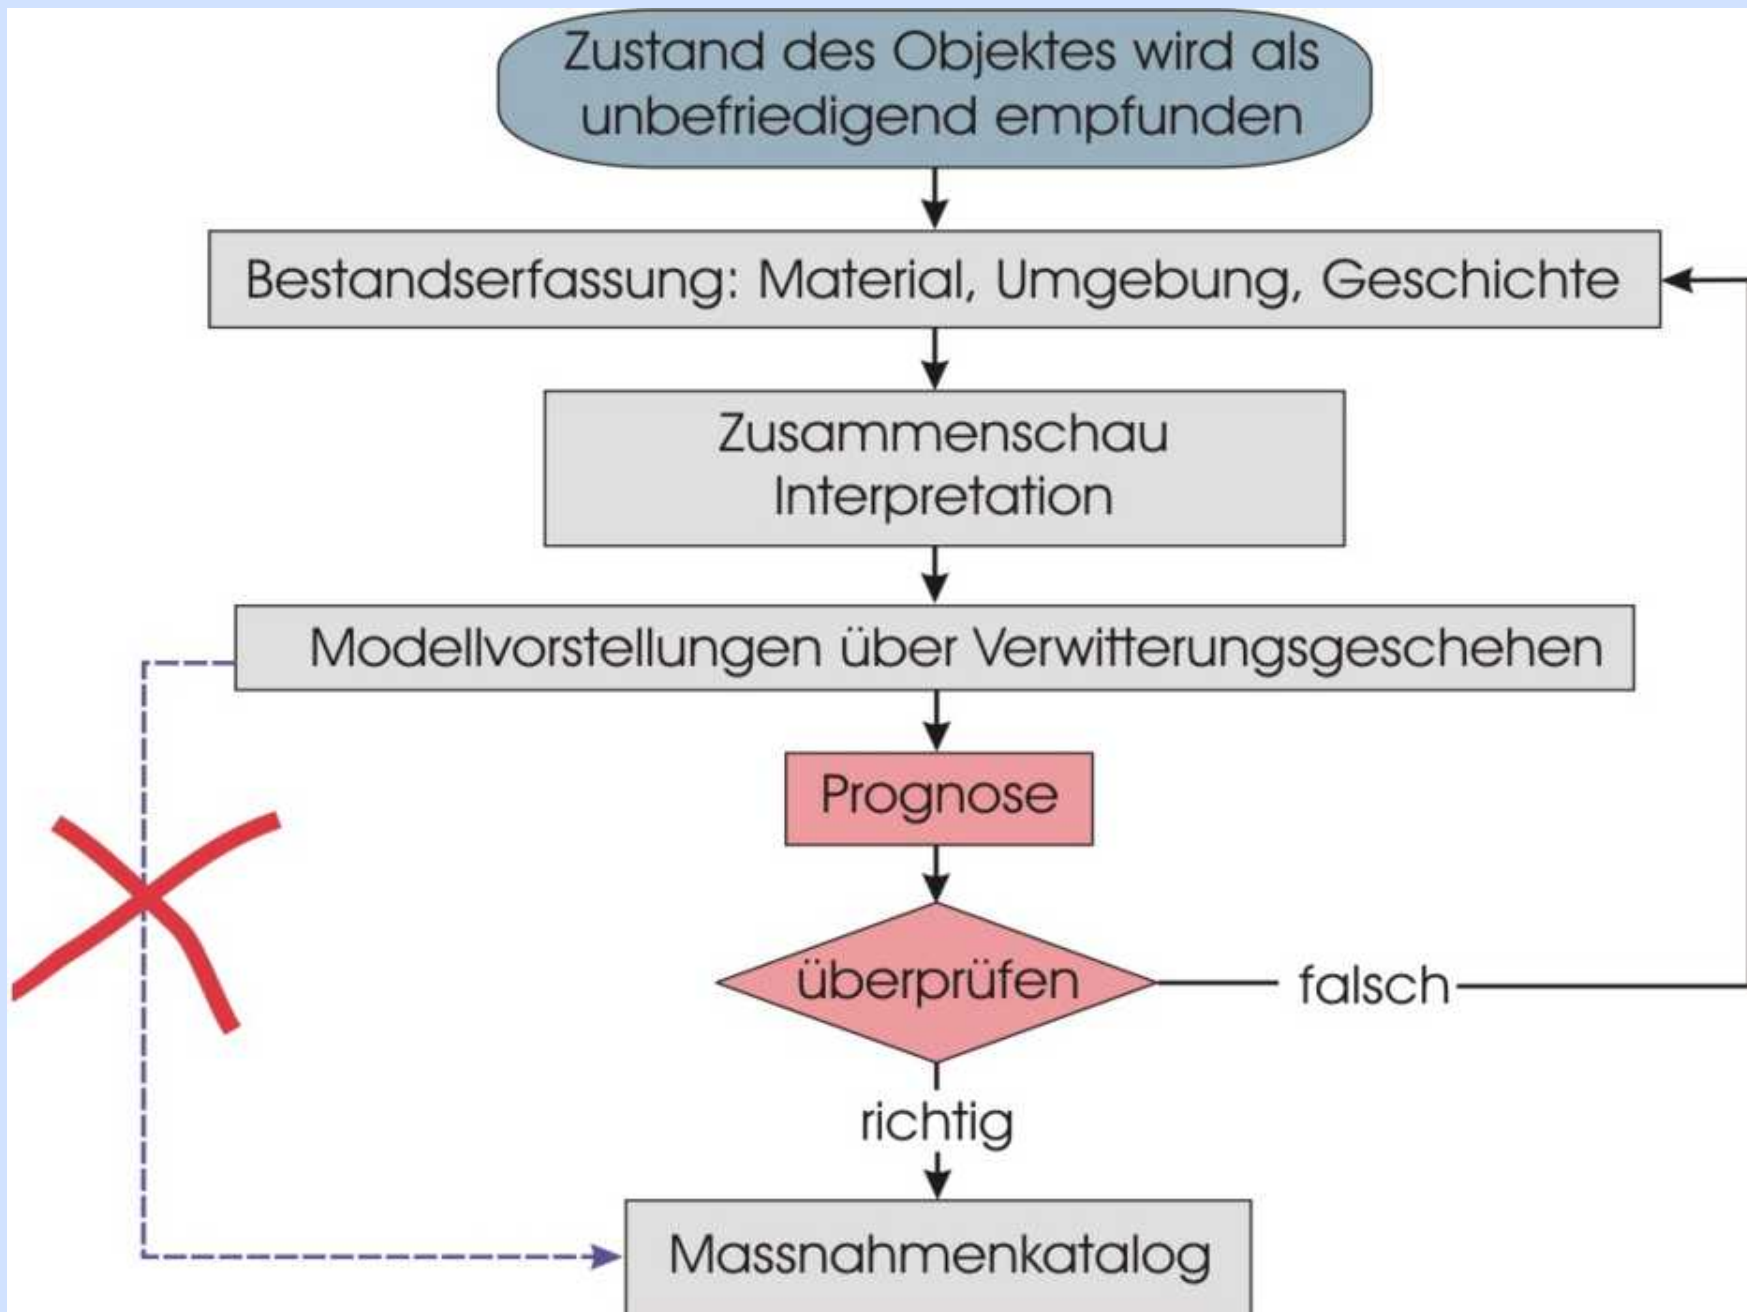 Zustand des Objektes wird als
unbefriedigend empfunden
Bestandserfassung: Material, Umgebung, Geschichte
Zusammenschau
Interpretation
Modellvorstellungen über Verwitterungsgeschehen
Prognose
überprüfen
falsch
richtig
Massnahmenkatalog